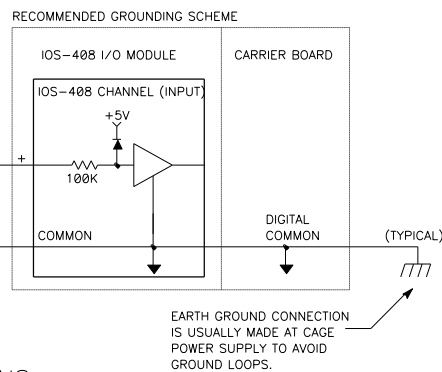 RECOMMENDED GROUNDING SCHEME
IOS-408 I/O MODULE
CARRIER BOARD
IOS-408 CHANNEL (INPUT)
+5V
+
100K
DIGITAL
COMMON
COMMON
(TYPICAL)
EARTH GROUND CONNECTION
IS USUALLY MADE AT CAGE
POWER SUPPLY TO AVOID
GROUND LOOPS.